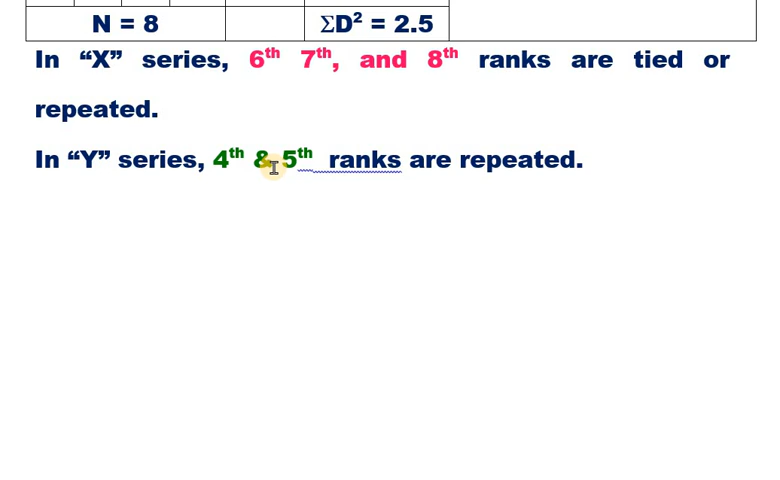 N = 8 ΣD² = 2.5
In “X” series, 6th 7th, and 8th ranks are tied or
repeated.
In “Y” series, 4th & 5th ranks are repeated.